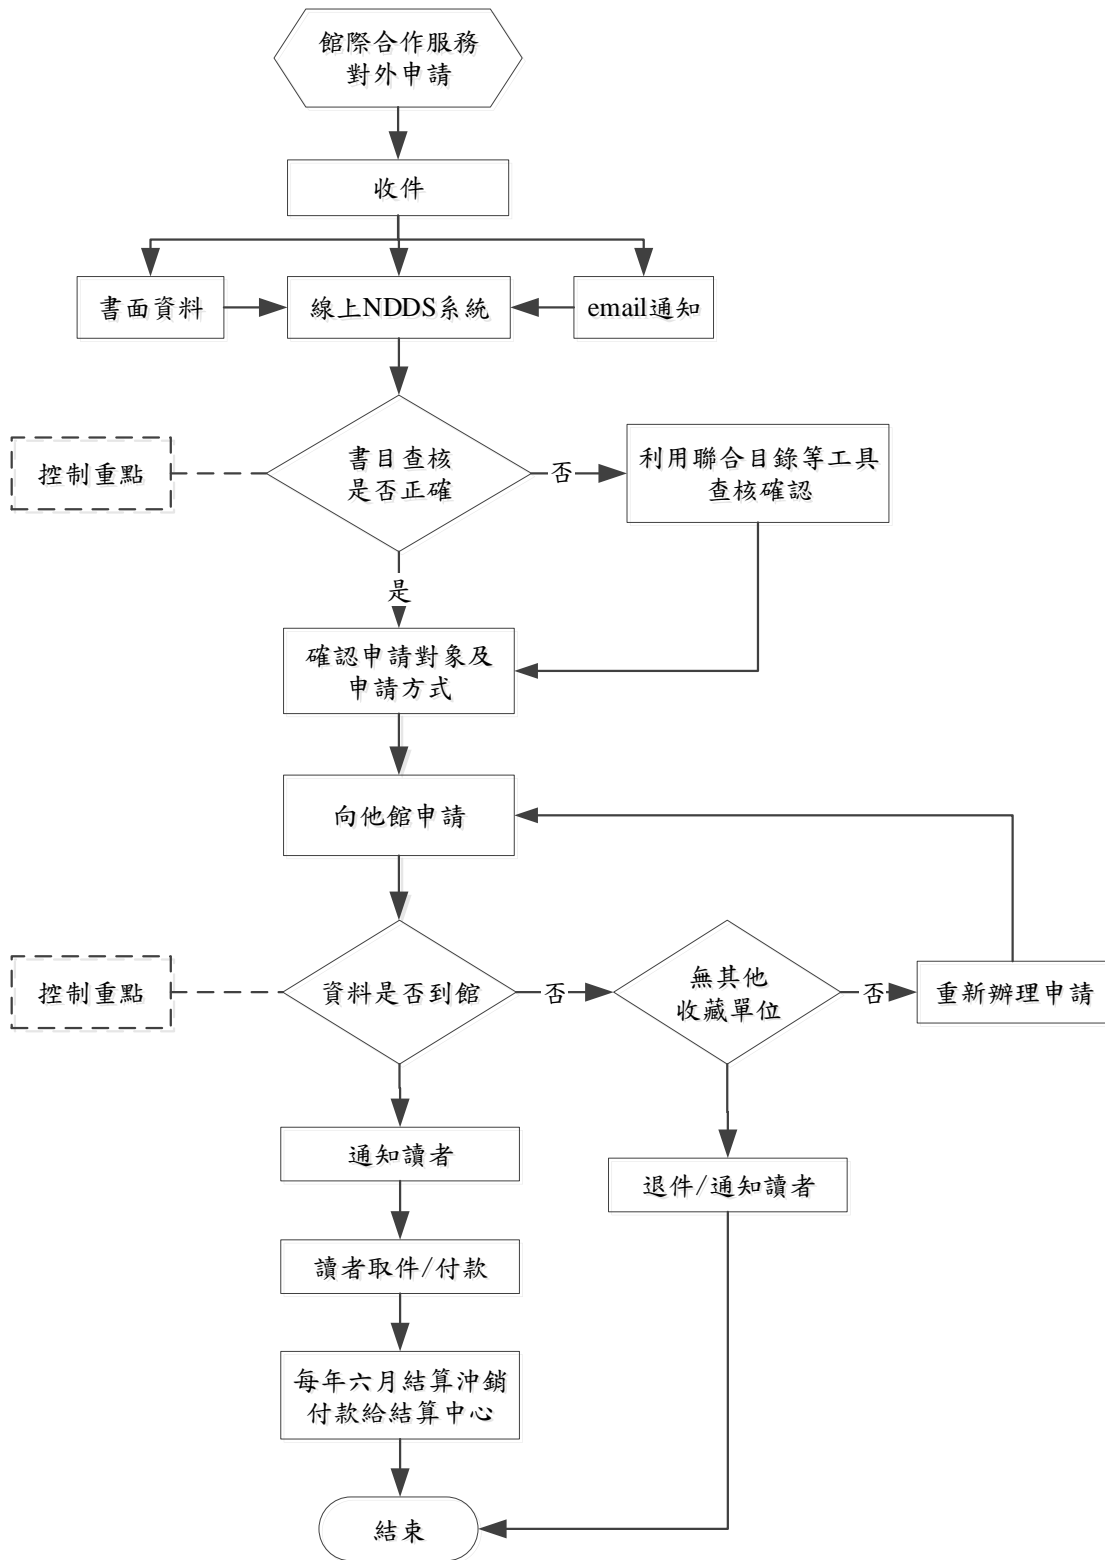 館際合作服務
對外申請
收件
書面資料
線上NDDS系統
email通知
控制重點
書目查核
是否正確
否
利用聯合目錄等工具
查核確認
是
確認申請對象及
申請方式
向他館申請
控制重點
資料是否到館
否
無其他
收藏單位
否
重新辦理申請
通知讀者
退件/通知讀者
讀者取件/付款
每年六月結算沖銷
付款給結算中心
結束